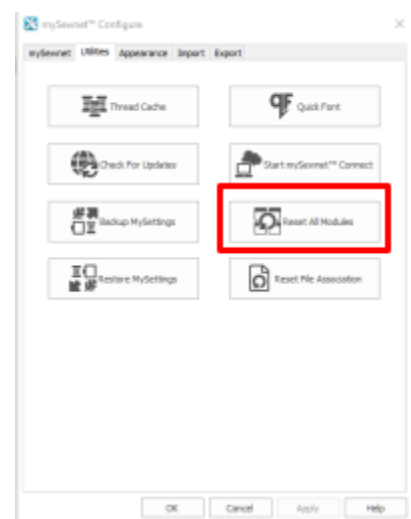 mySewnet™ Configure
mySewnet Utilities Appearance Import Export
Thread Cache
Quick Font
Check For Updates
Start mySewnet™ Connect
Backup MySettings
Reset All Modules
Restore MySettings
Reset File Association
OK Cancel Apply Help